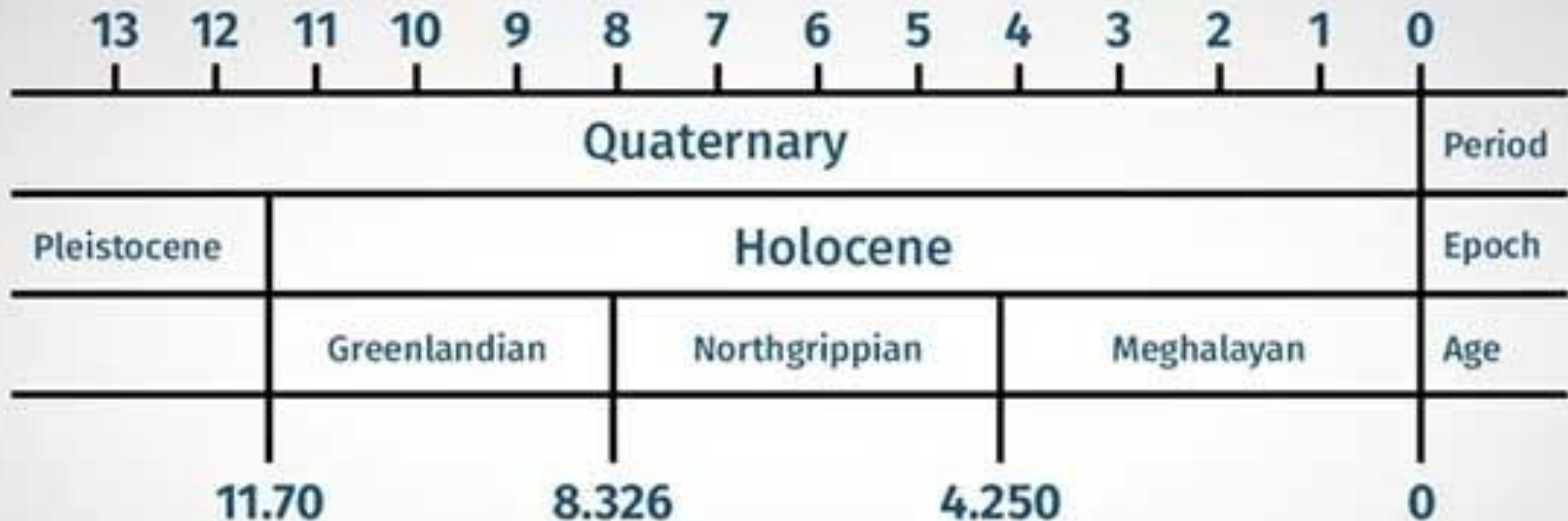 13 12 11 10 9 8 7 6 5 4 3 2 1 0
Quaternary Period
Pleistocene Holocene Epoch
Greenlandian Northgrippian Meghalayan Age
11.70 8.326 4.250 0